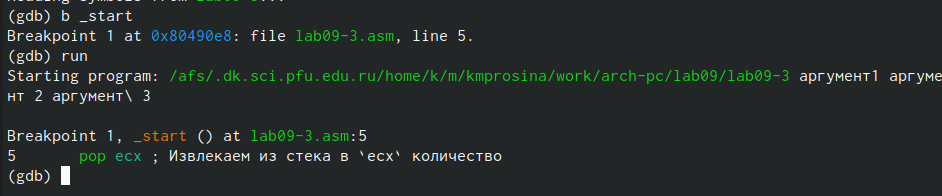 (gdb) b _start
Breakpoint 1 at 0x80490e8: file lab09-3.asm, line 5.
(gdb) run
Starting program: /afs/.dk.sci.pfu.edu.ru/home/k/m/kmprosina/work/arch-pc/lab09/lab09-3 аргумент1 аргуме
нт 2 аргумент\ 3
Breakpoint 1, _start () at lab09-3.asm:5
5       pop ecx ; Извлекаем из стека в `ecx` количество
(gdb)